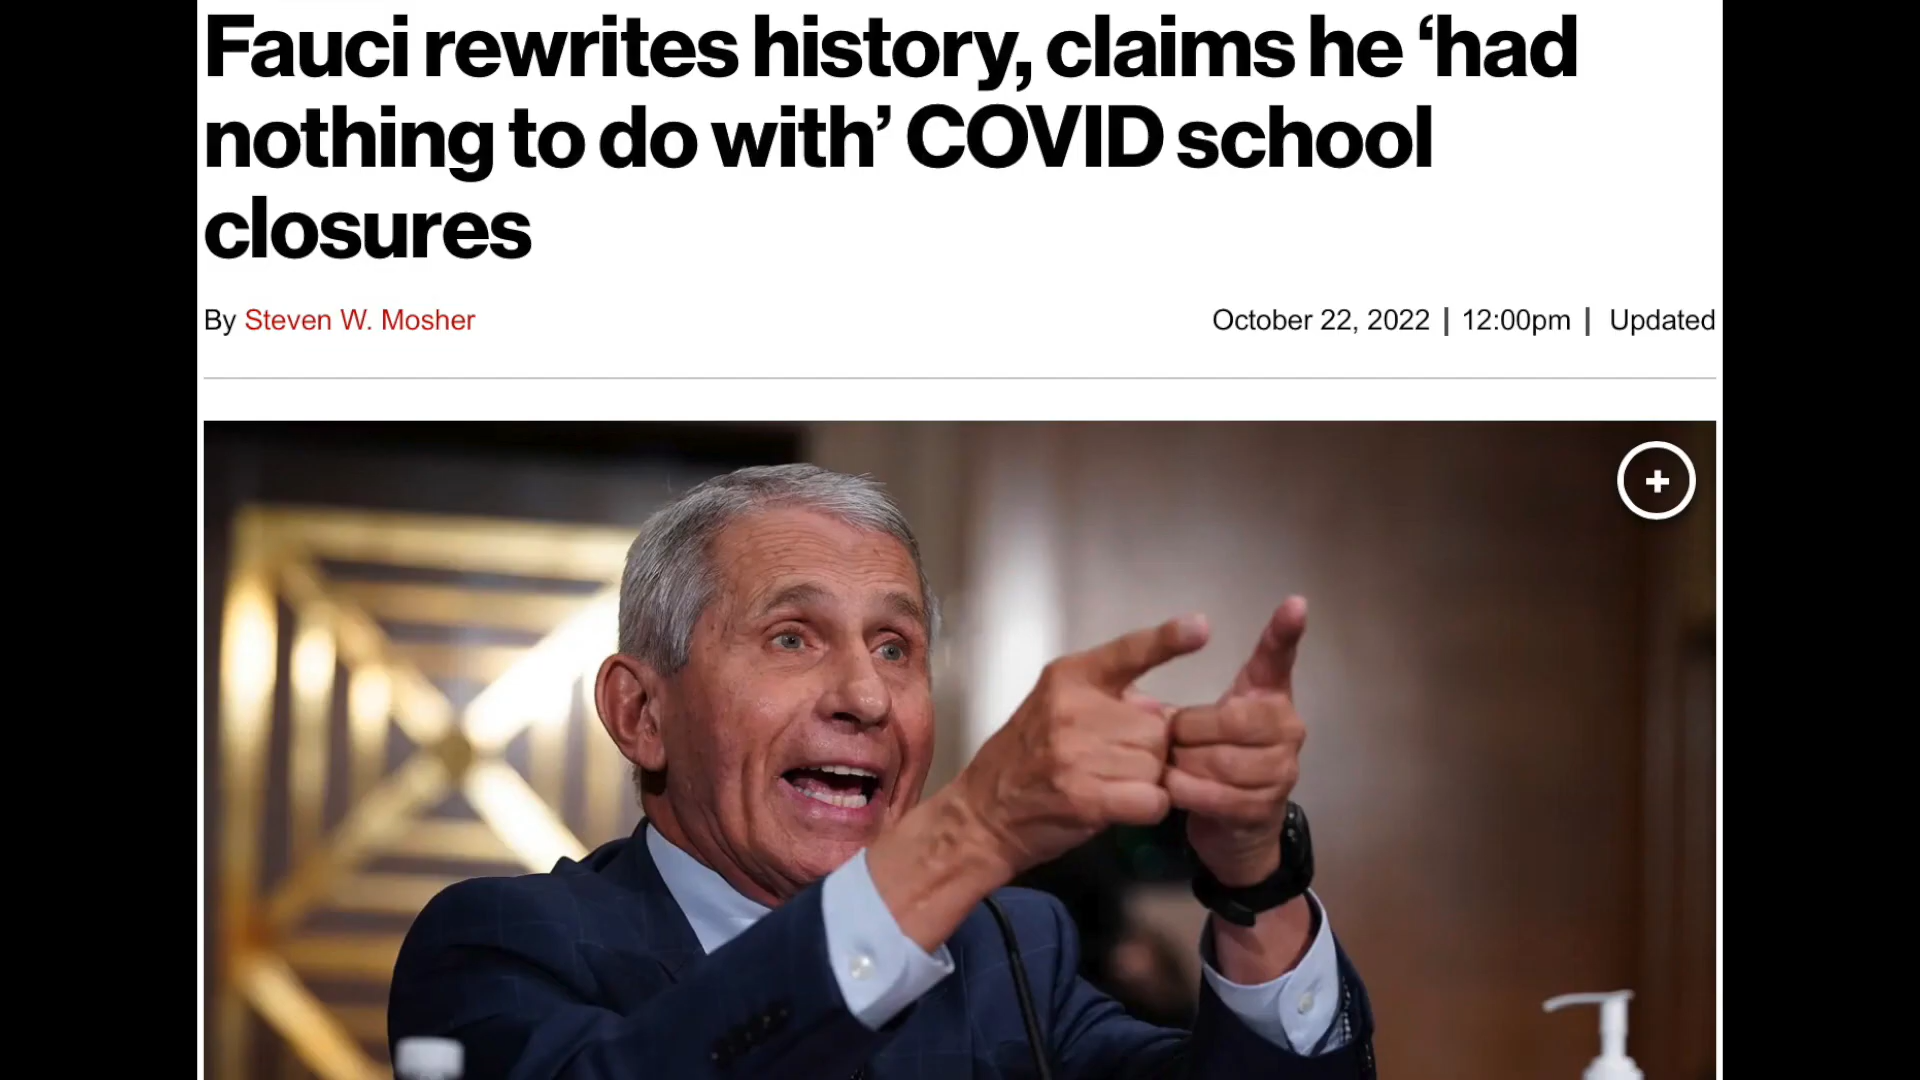 Fauci rewrites history, claims he ‘had
nothing to do with’ COVID school
closures
By Steven W. Mosher
October 22, 2022 | 12:00pm | Updated